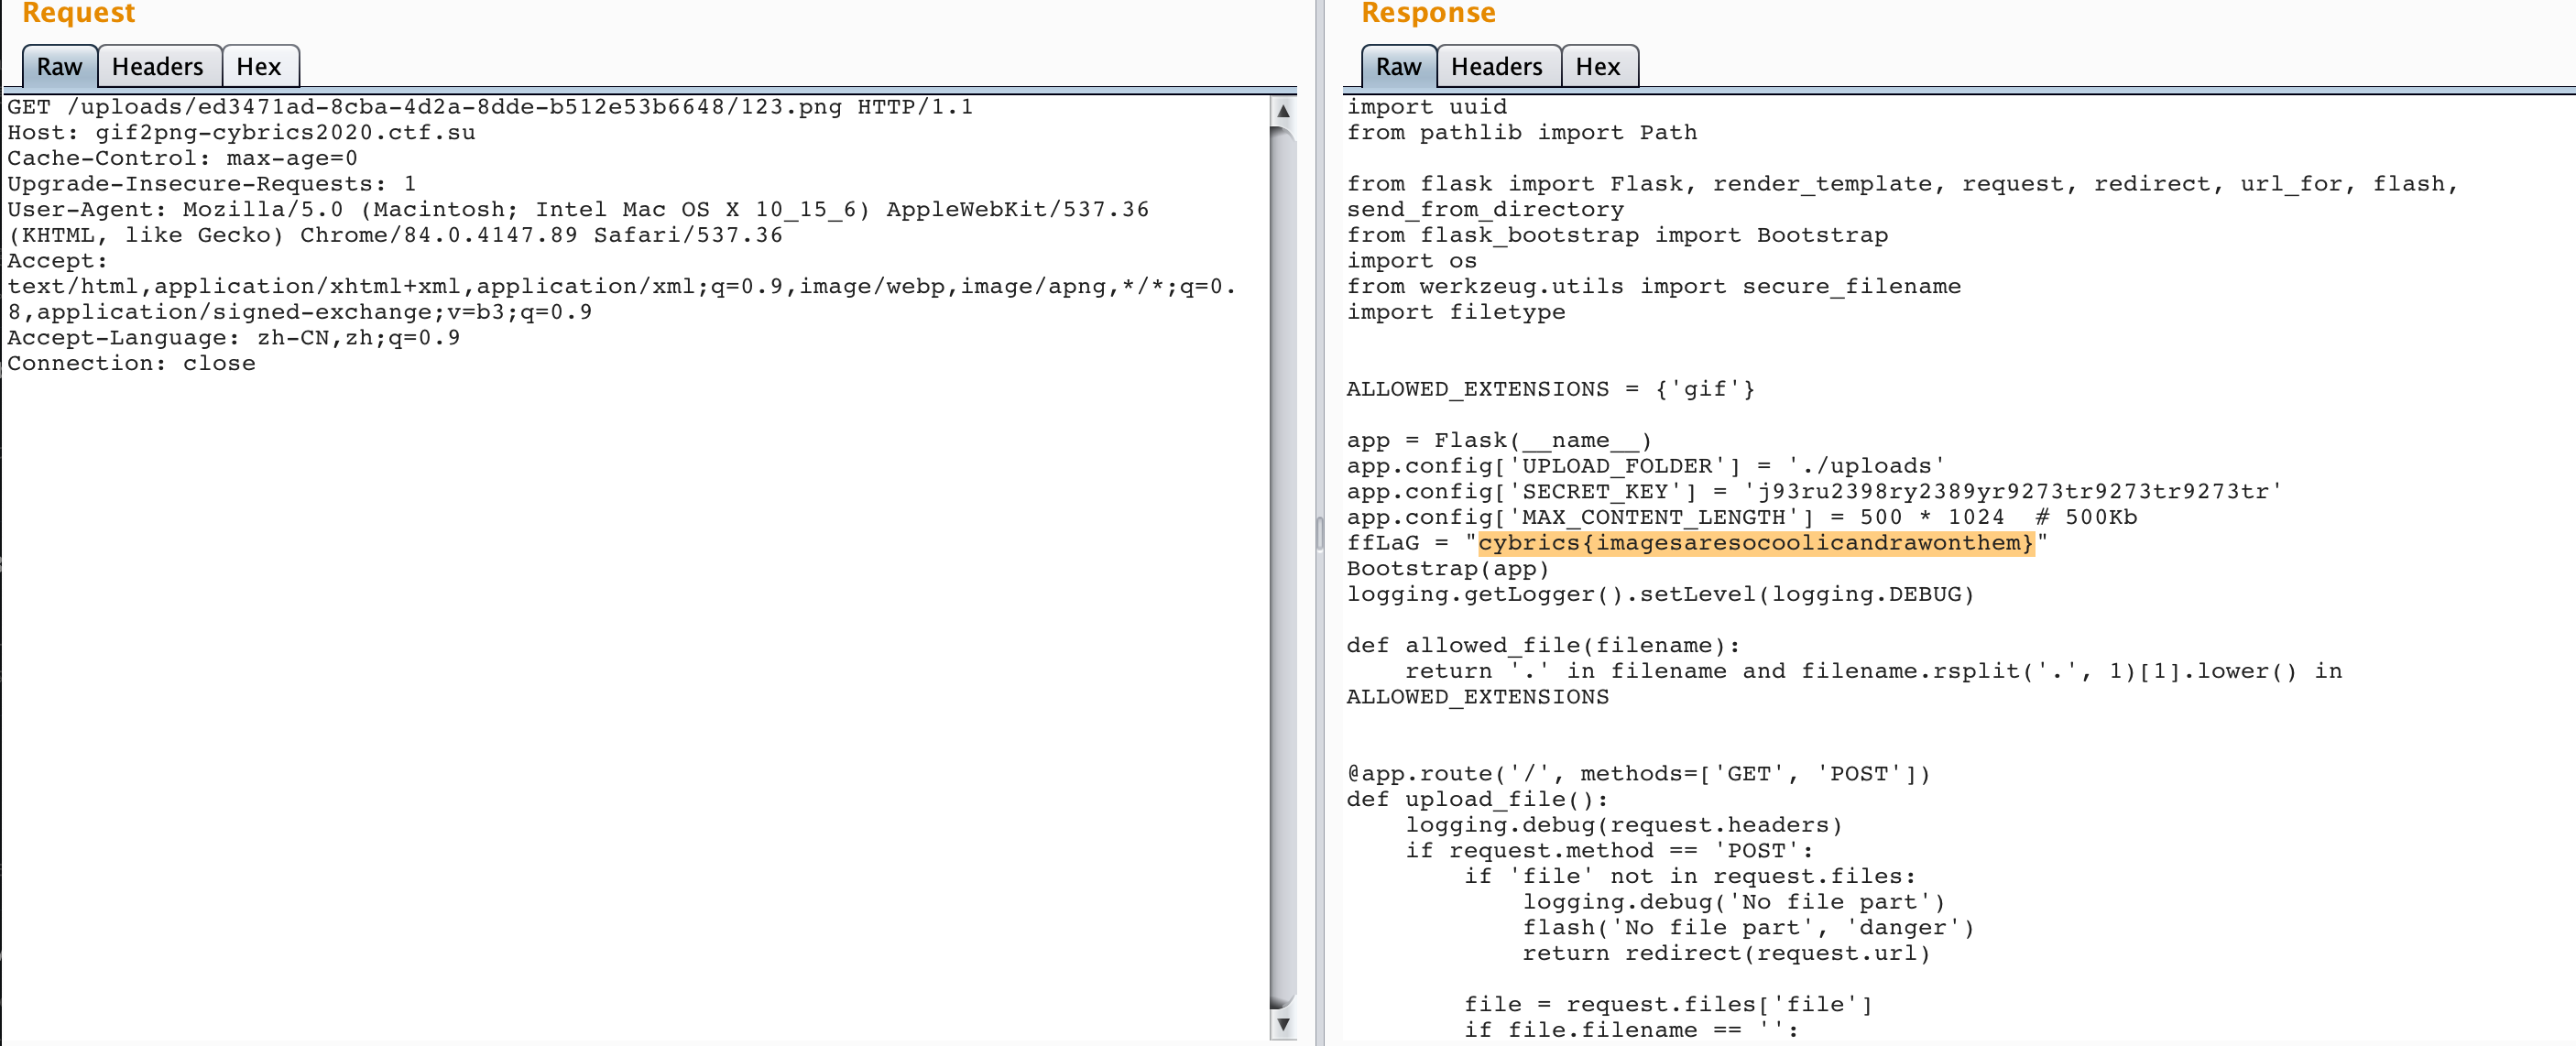 Request
Raw
Headers
Hex
GET /uploads/ed3471ad-8cba-4d2a-8dde-b512e53b6648/123.png HTTP/1.1
Host: gif2png-cybrics2020.ctf.su
Cache-Control: max-age=0
Upgrade-Insecure-Requests: 1
User-Agent: Mozilla/5.0 (Macintosh; Intel Mac OS X 10_15_6) AppleWebKit/537.36
(KHTML, like Gecko) Chrome/84.0.4147.89 Safari/537.36
Accept:
text/html,application/xhtml+xml,application/xml;q=0.9,image/webp,image/apng,*/*;q=0.
8,application/signed-exchange;v=b3;q=0.9
Accept-Language: zh-CN,zh;q=0.9
Connection: close
Response
Raw
Headers
Hex
import uuid
from pathlib import Path

from flask import Flask, render_template, request, redirect, url_for, flash,
send_from_directory
from flask_bootstrap import Bootstrap
import os
from werkzeug.utils import secure_filename
import filetype


ALLOWED_EXTENSIONS = {'gif'}

app = Flask(__name__)
app.config['UPLOAD_FOLDER'] = './uploads'
app.config['SECRET_KEY'] = 'j93ru2398ry2389yr9273tr9273tr9273tr'
app.config['MAX_CONTENT_LENGTH'] = 500 * 1024  # 500Kb
ffLaG = "cybrics{imagesaresocoolicandrawonthem}"
Bootstrap(app)
logging.getLogger().setLevel(logging.DEBUG)

def allowed_file(filename):
    return '.' in filename and filename.rsplit('.', 1)[1].lower() in
ALLOWED_EXTENSIONS


@app.route('/', methods=['GET', 'POST'])
def upload_file():
    logging.debug(request.headers)
    if request.method == 'POST':
        if 'file' not in request.files:
            logging.debug('No file part')
            flash('No file part', 'danger')
            return redirect(request.url)

        file = request.files['file']
        if file.filename == '':